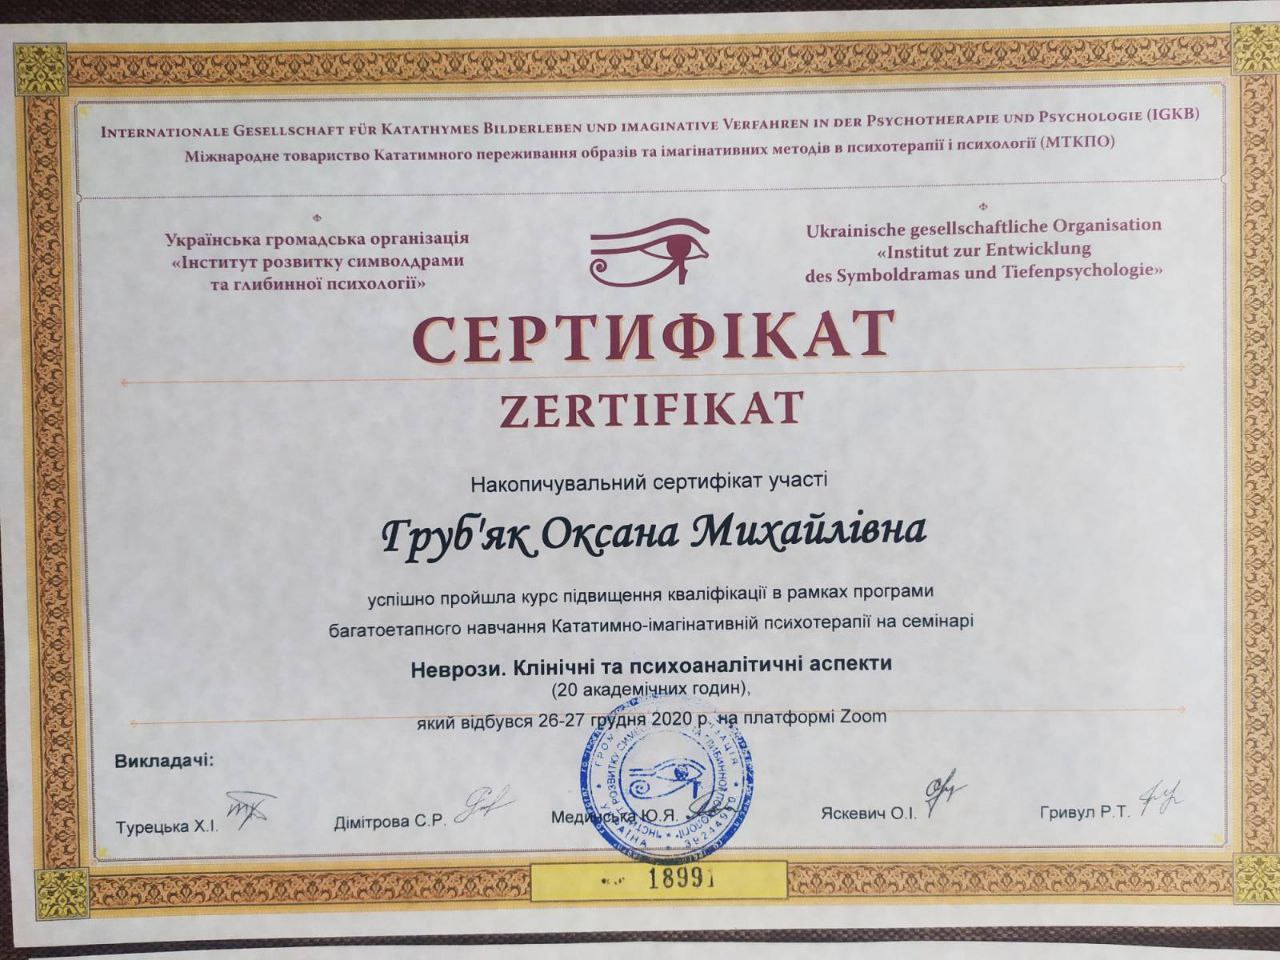 Internationale Gesellschaft für Katathymes Bilderleben und imaginative Verfahren in der Psychotherapie und Psychologie (IGKB)
Міжнародне товариство Кататимного переживання образів та імагінативних методів в психотерапії і психології (МТКПО)
Українська громадська організація
«Інститут розвитку символдрами
та глибинної психології»
Ukrainische gesellschaftliche Organisation
«Institut zur Entwicklung
des Symboldramas und Tiefenpsychologie»
СЕРТИФІКАТ
ZERTIFIKAT
Накопичувальний сертифікат участі
Груб'як Оксана Михайлівна
успішно пройшла курс підвищення кваліфікації в рамках програми
багатоетапного навчання Кататимно-імагінативній психотерапії на семінарі
Неврози. Клінічні та психоаналітичні аспекти
(20 академічних годин),
який відбувся 26-27 грудня 2020 р. на платформі Zoom
Викладачі:
Турецька Х.І.
Дімітрова С.Р.
Мединська Ю.Я.
Яскевич О.І.
Гривул Р.Т.
18991